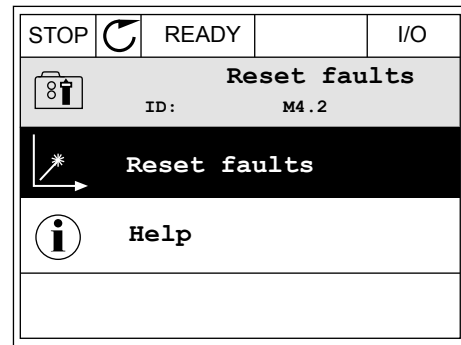 STOP READY I/O
Reset faults
ID: M4.2
Reset faults
Help